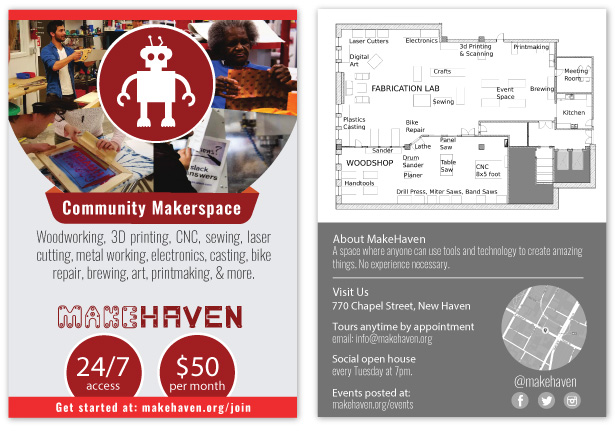 slack
answers
Community Makerspace
Woodworking, 3D printing, CNC, sewing, laser
cutting, metal working, electronics, casting, bike
repair, brewing, art, printmaking, & more.
MAKEHAVEN
24/7
access
$50
per month
Get started at: makehaven.org/join
Laser Cutters
Electronics
3d Printing
& Scanning
Printmaking
Digital
Art
Meeting
Room
Crafts
FABRICATION LAB
Event
Space
Brewing
Sewing
Kitchen
Plastics
Casting
Bike
Repair
Lathe
Panel
Saw
Sander
WOODSHOP
Drum
Sander
Planer
Table
Saw
CNC
8x5 foot
Handtools
Drill Press, Miter Saws, Band Saws
About MakeHaven
A space where anyone can use tools and technology to create amazing
things. No experience necessary.
Visit Us
770 Chapel Street, New Haven
Tours anytime by appointment
email: info@makehaven.org
Social open house
every Tuesday at 7pm.
Events posted at:
makehaven.org/events
@makehaven